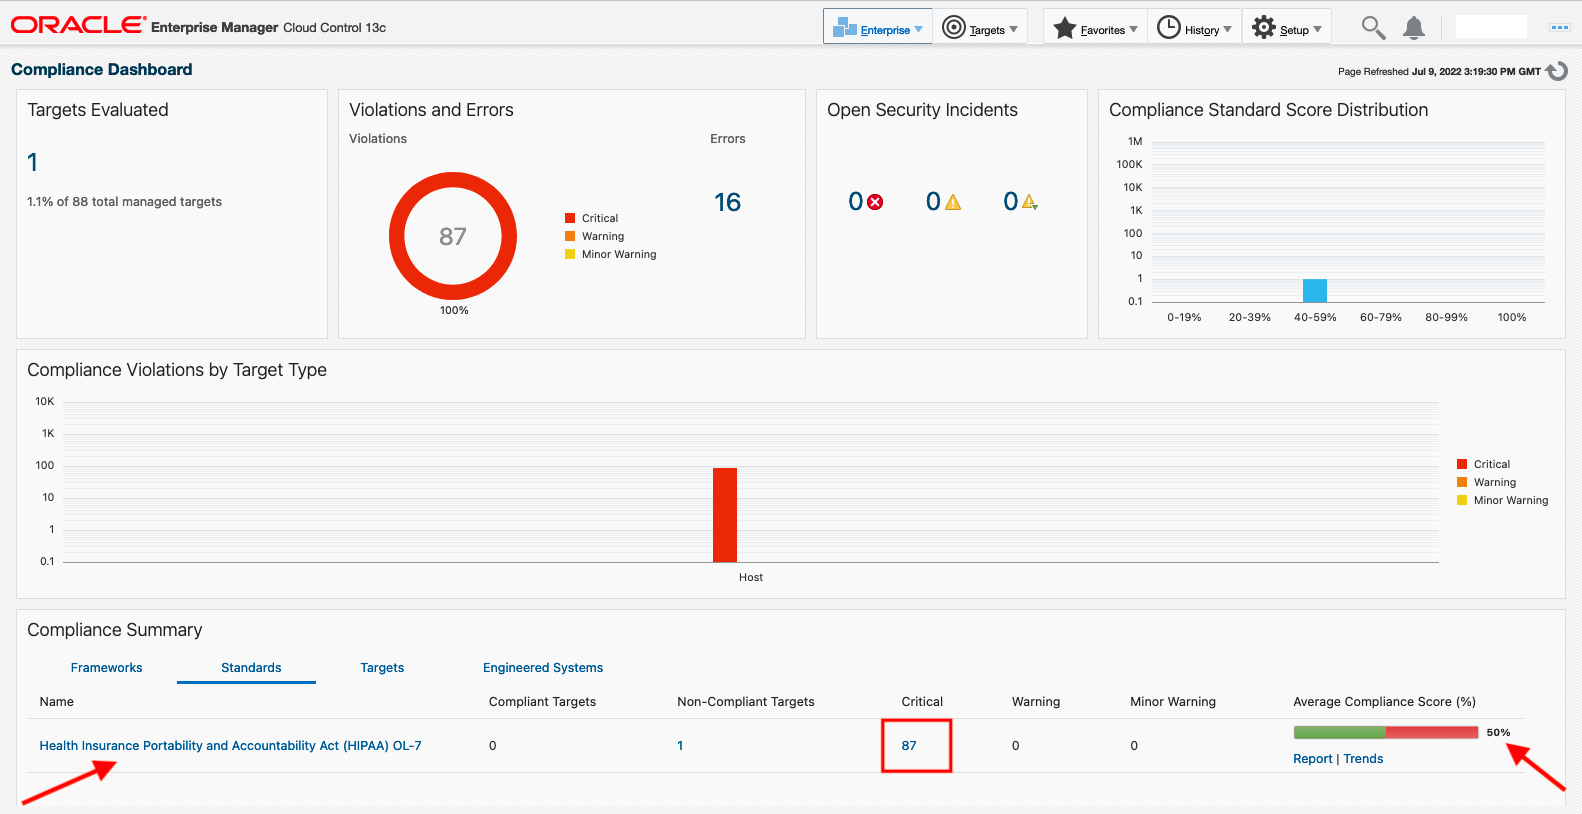 ORACLE Enterprise Manager Cloud Control 13c
Enterprise
Targets
Favorites
History
Setup
Compliance Dashboard
Page Refreshed Jul 9, 2022 3:19:30 PM GMT
Targets Evaluated
1
1.1% of 88 total managed targets
Violations and Errors
Violations
Errors
87
100%
Critical
Warning
Minor Warning
16
Open Security Incidents
0
0
0
Compliance Standard Score Distribution
1M
100K
10K
1K
100
10
1
0.1
0-19% 20-39% 40-59% 60-79% 80-99% 100%
Compliance Violations by Target Type
10K
1K
100
10
1
0.1
Host
Critical
Warning
Minor Warning
Compliance Summary
Frameworks Standards Targets Engineered Systems
Name Compliant Targets Non-Compliant Targets Critical Warning Minor Warning Average Compliance Score (%)
Health Insurance Portability and Accountability Act (HIPAA) OL-7 0 1 87 0 0 50%
Report | Trends